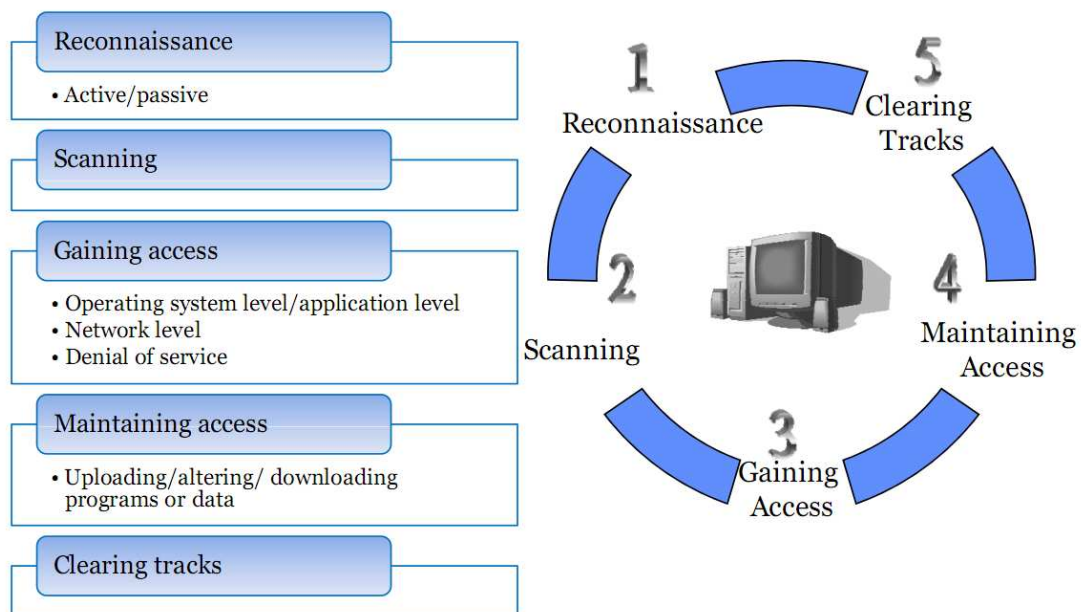 Reconnaissance
• Active/passive
Scanning
Gaining access
• Operating system level/application level
• Network level
• Denial of service
Maintaining access
• Uploading/altering/ downloading
programs or data
Clearing tracks
1
Reconnaissance
2
Scanning
3
Gaining
Access
4
Maintaining
Access
5
Clearing
Tracks